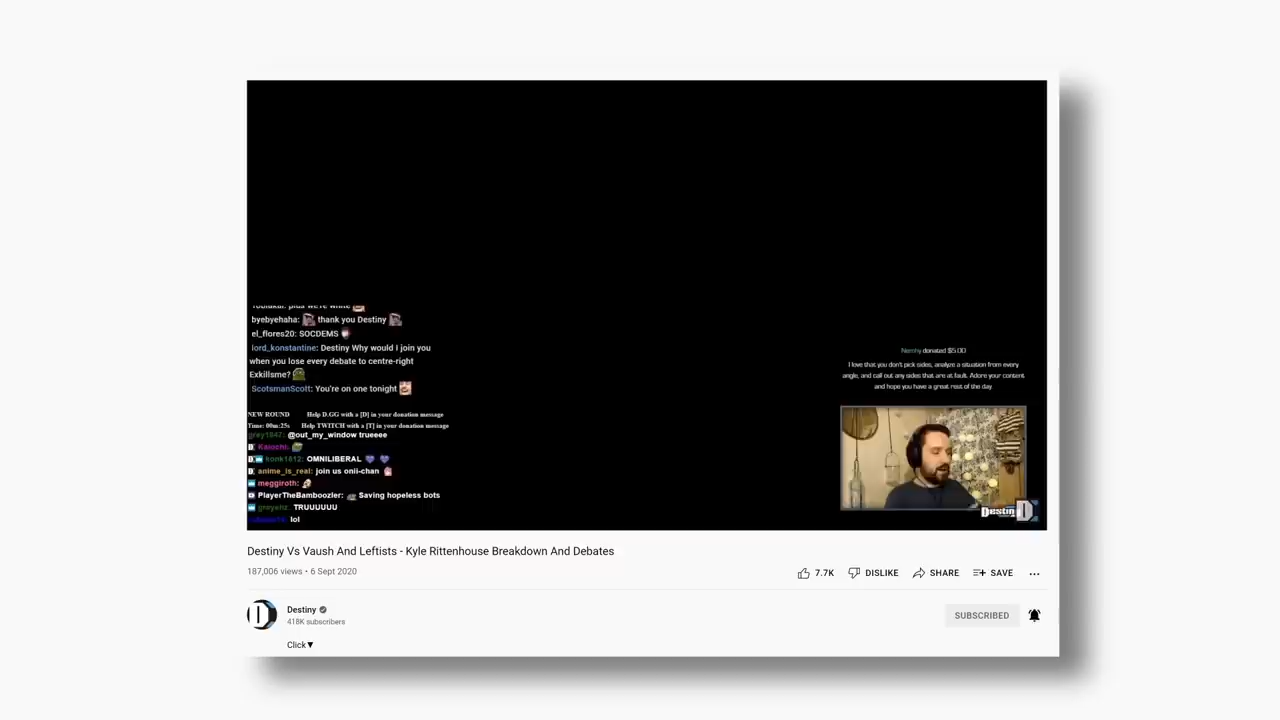 byebyehaha: thank you Destiny
el_flores20: SOCDEMS
lord_konstantine: Destiny Why would I join you
when you lose every debate to centre-right
Exkillsme?
ScotsmanScott: You're on one tonight
NEW ROUND Help D.GG with a [D] in your donation message
Time: 00m:25s Help TWITCH with a [T] in your donation message
grey1847: @out_my_window trueeee
Kaiochi:
konk1812: OMNILIBERAL
anime_is_real: join us onii-chan
meggiroth:
PlayerTheBamboozler: Saving hopeless bots
greyenz: TRUUUUUU
lol
Nemhy donated $5.00
I love that you don't pick sides, analyze a situation from every
angle, and call out any sides that are at fault. Adore your content
and hope you have a great rest of the day
Destiny
Destiny Vs Vaush And Leftists - Kyle Rittenhouse Breakdown And Debates
187,006 views • 6 Sept 2020
7.7K DISLIKE SHARE SAVE
Destiny
418K subscribers
SUBSCRIBED
Click▼